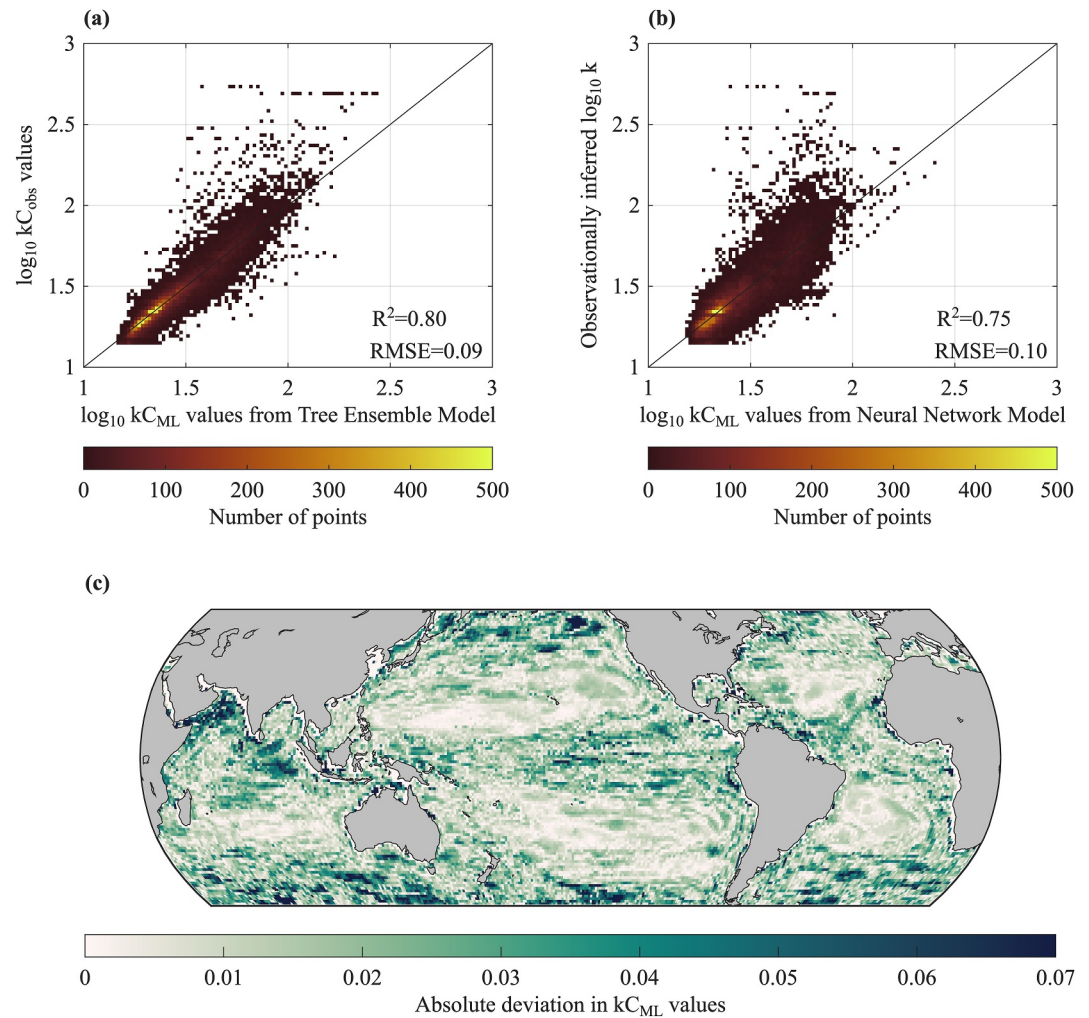 (a)
3
2.5
2
1.5
1
log₁₀ kC_obs values
R²=0.80
RMSE=0.09
1 1.5 2 2.5 3
log₁₀ kC_ML values from Tree Ensemble Model
0 100 200 300 400 500
Number of points
(b)
3
2.5
2
1.5
1
Observationally inferred log₁₀ k
R²=0.75
RMSE=0.10
1 1.5 2 2.5 3
log₁₀ kC_ML values from Neural Network Model
0 100 200 300 400 500
Number of points
(c)
0 0.01 0.02 0.03 0.04 0.05 0.06 0.07
Absolute deviation in kC_ML values